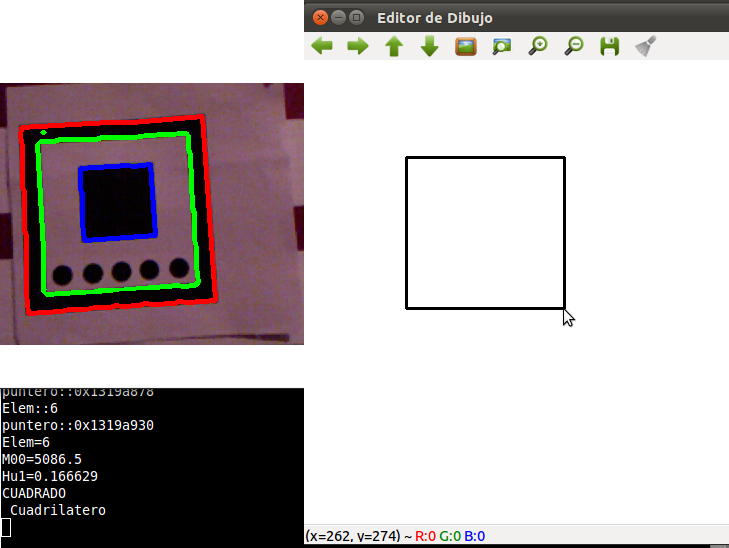 Editor de Dibujo
puntero::0x1319a878
Elem::6
puntero::0x1319a930
Elem=6
M00=5086.5
Hu1=0.166629
CUADRADO
Cuadrilatero
(x=262, y=274) ~ R:0 G:0 B:0